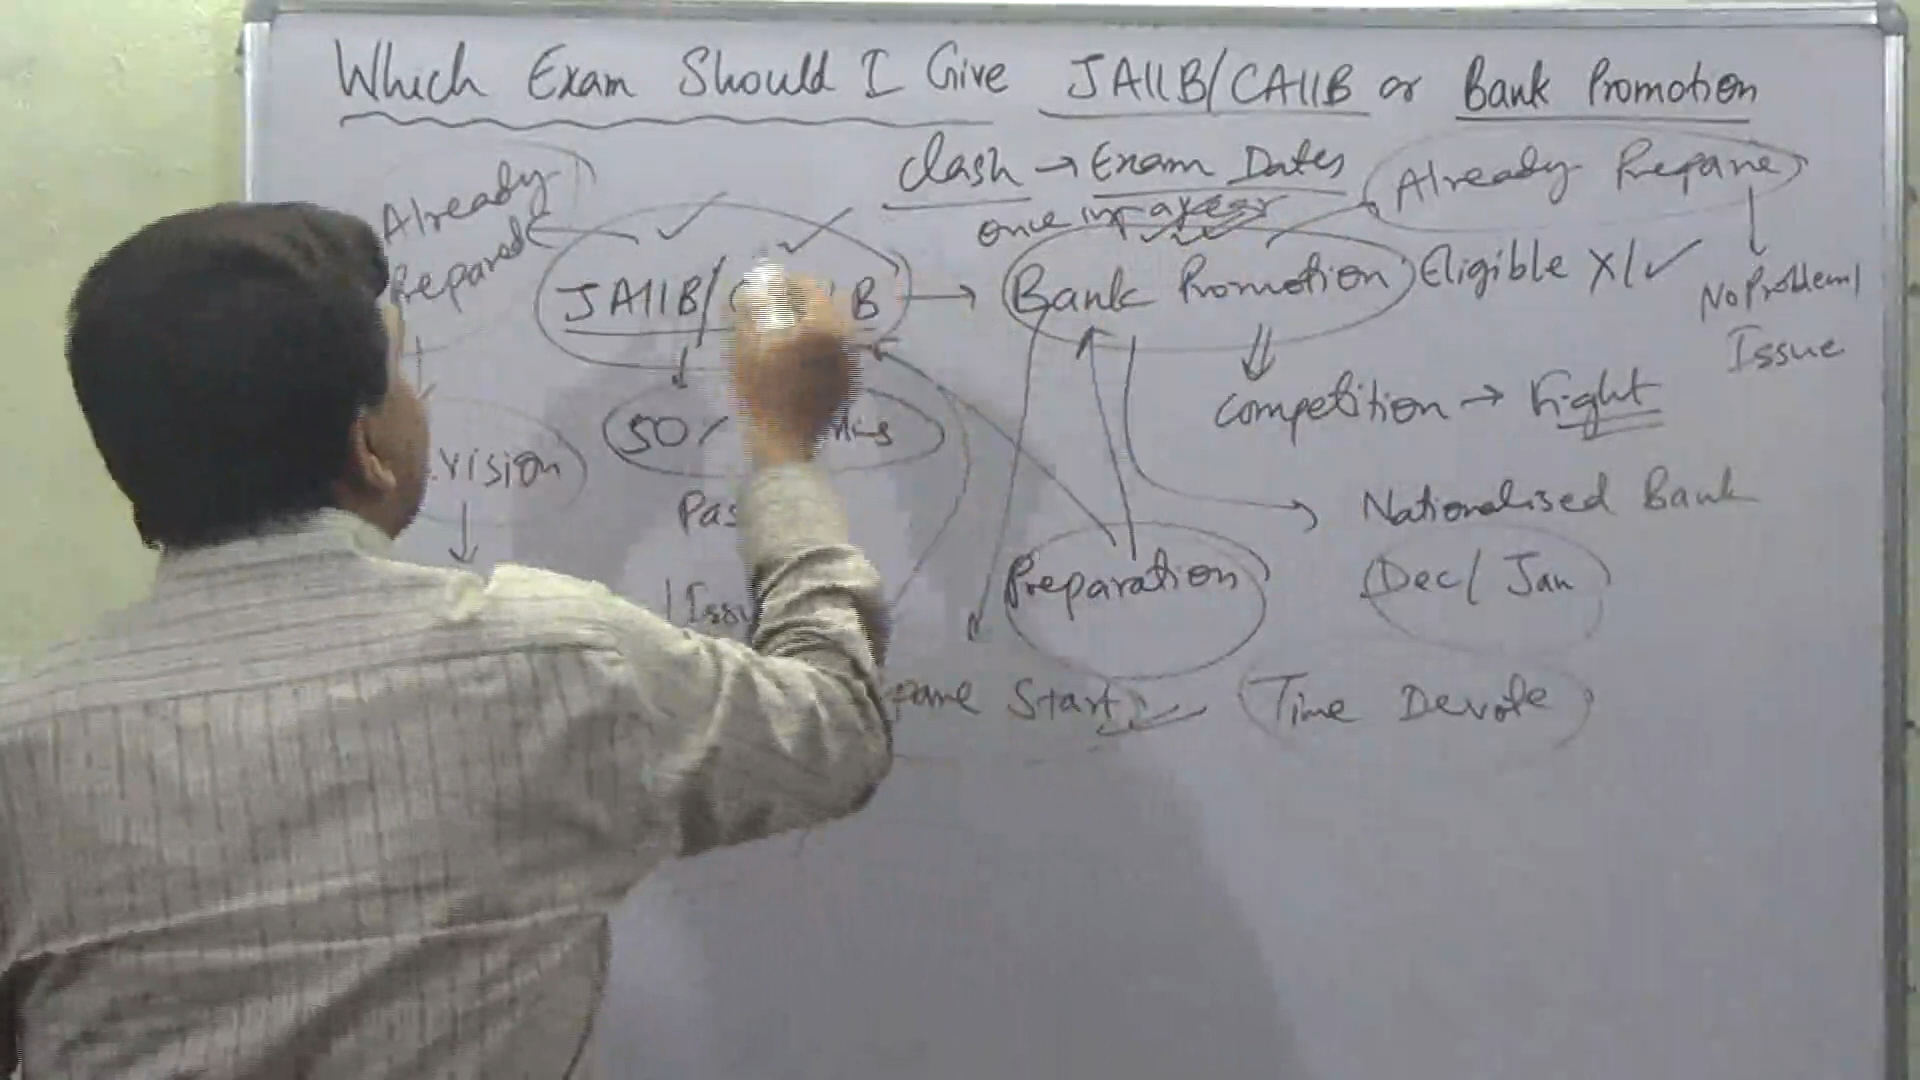 Which Exam Should I Give JAIIB/CAIIB or Bank Promotion
Clash → Exam Dates
once in a year
Already Prepare
No Problem/
Issue
Already
Prepared
JAIIB/ B → Bank Promotion Eligible X/✓
Competition → Fight
50/
Nationalised Bank
Dec/Jan
Preparation
Start ✓
Time Devote